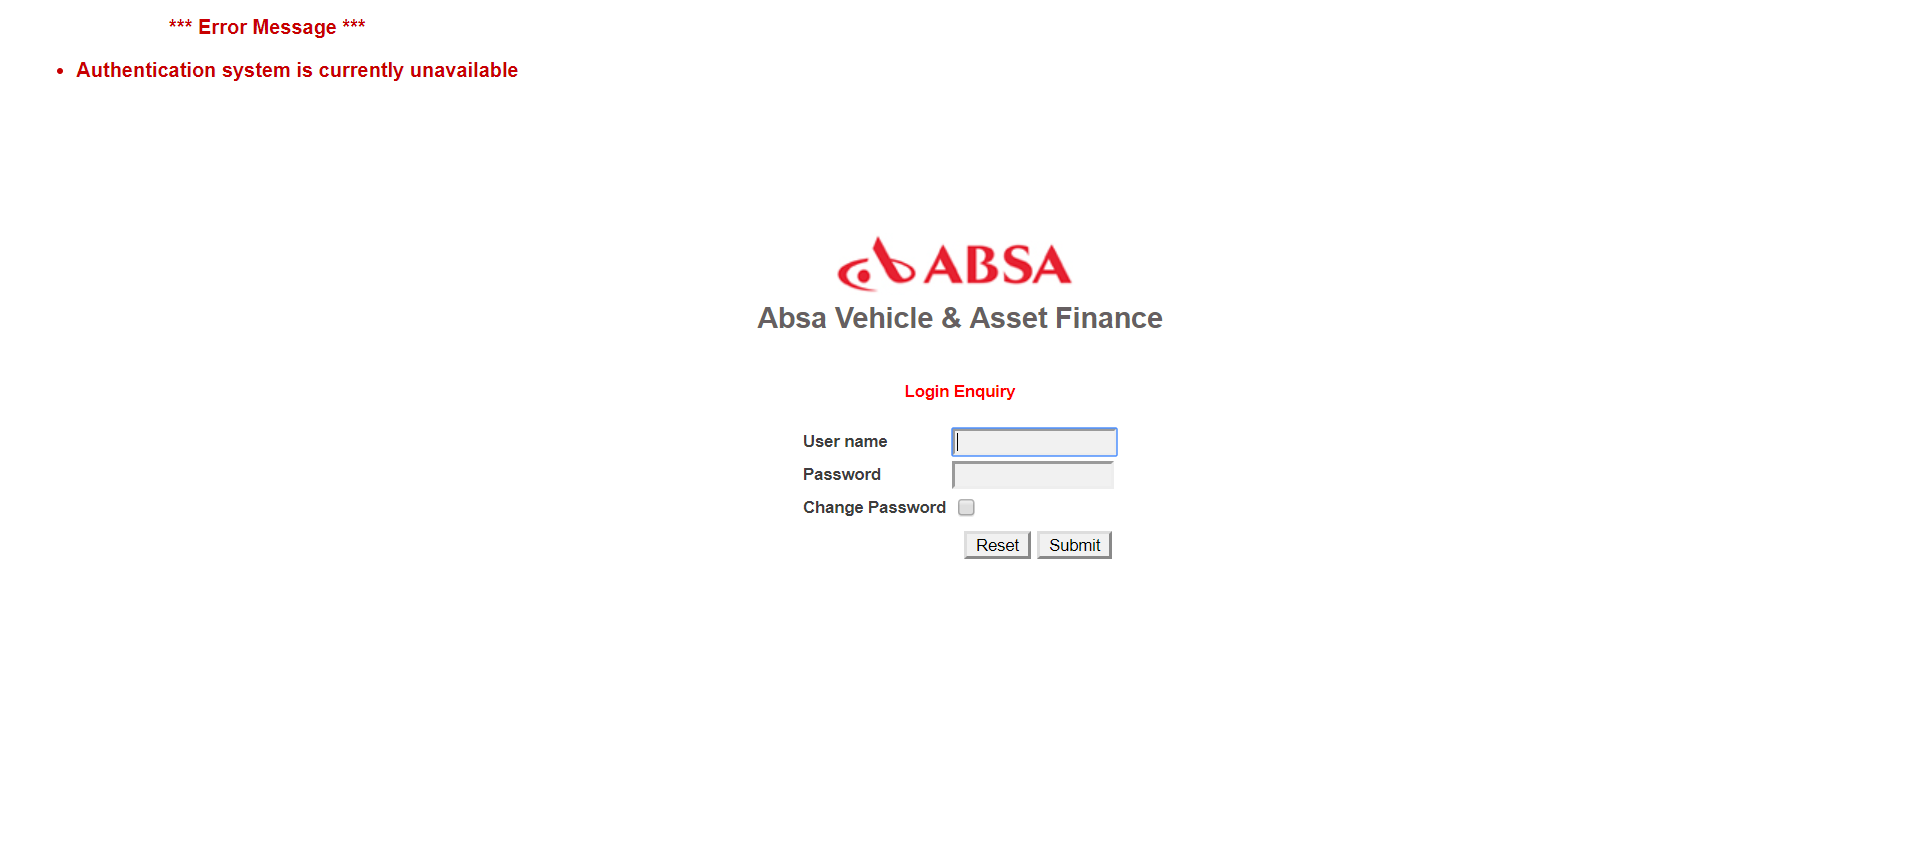 *** Error Message ***
• Authentication system is currently unavailable
ABSA
Absa Vehicle & Asset Finance
Login Enquiry
User name
Password
Change Password
Reset Submit